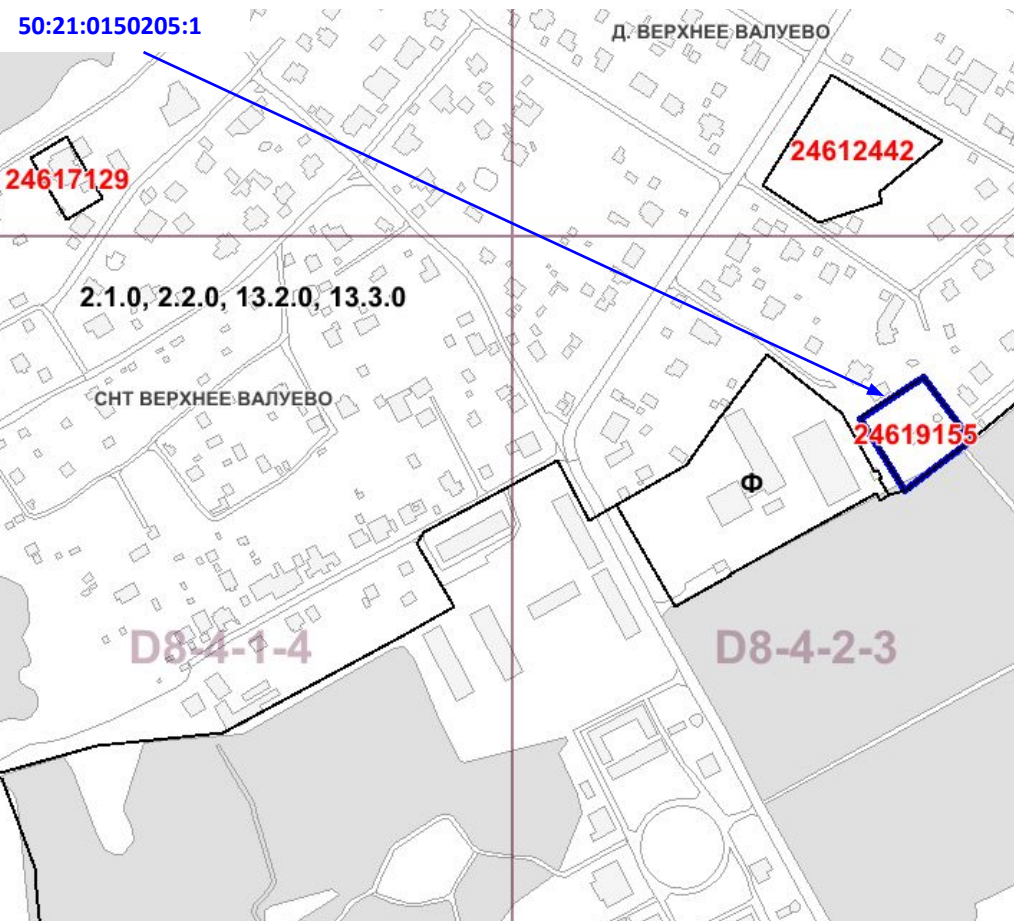 50:21:0150205:1
Д. ВЕРХНЕЕ ВАЛУЕВО
24612442
24617129
2.1.0, 2.2.0, 13.2.0, 13.3.0
СНТ ВЕРХНЕЕ ВАЛУЕВО
24619155
Ф
D8-4-1-4
D8-4-2-3